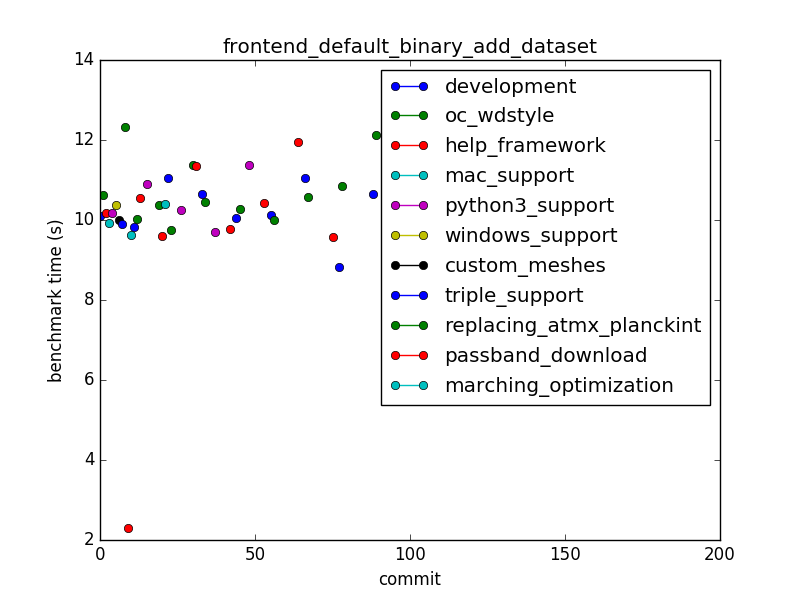 frontend_default_binary_add_dataset
14
12
10
8
6
4
2
benchmark time (s)
development
oc_wdstyle
help_framework
mac_support
python3_support
windows_support
custom_meshes
triple_support
replacing_atmx_planckint
passband_download
marching_optimization
0
50
100
150
200
commit